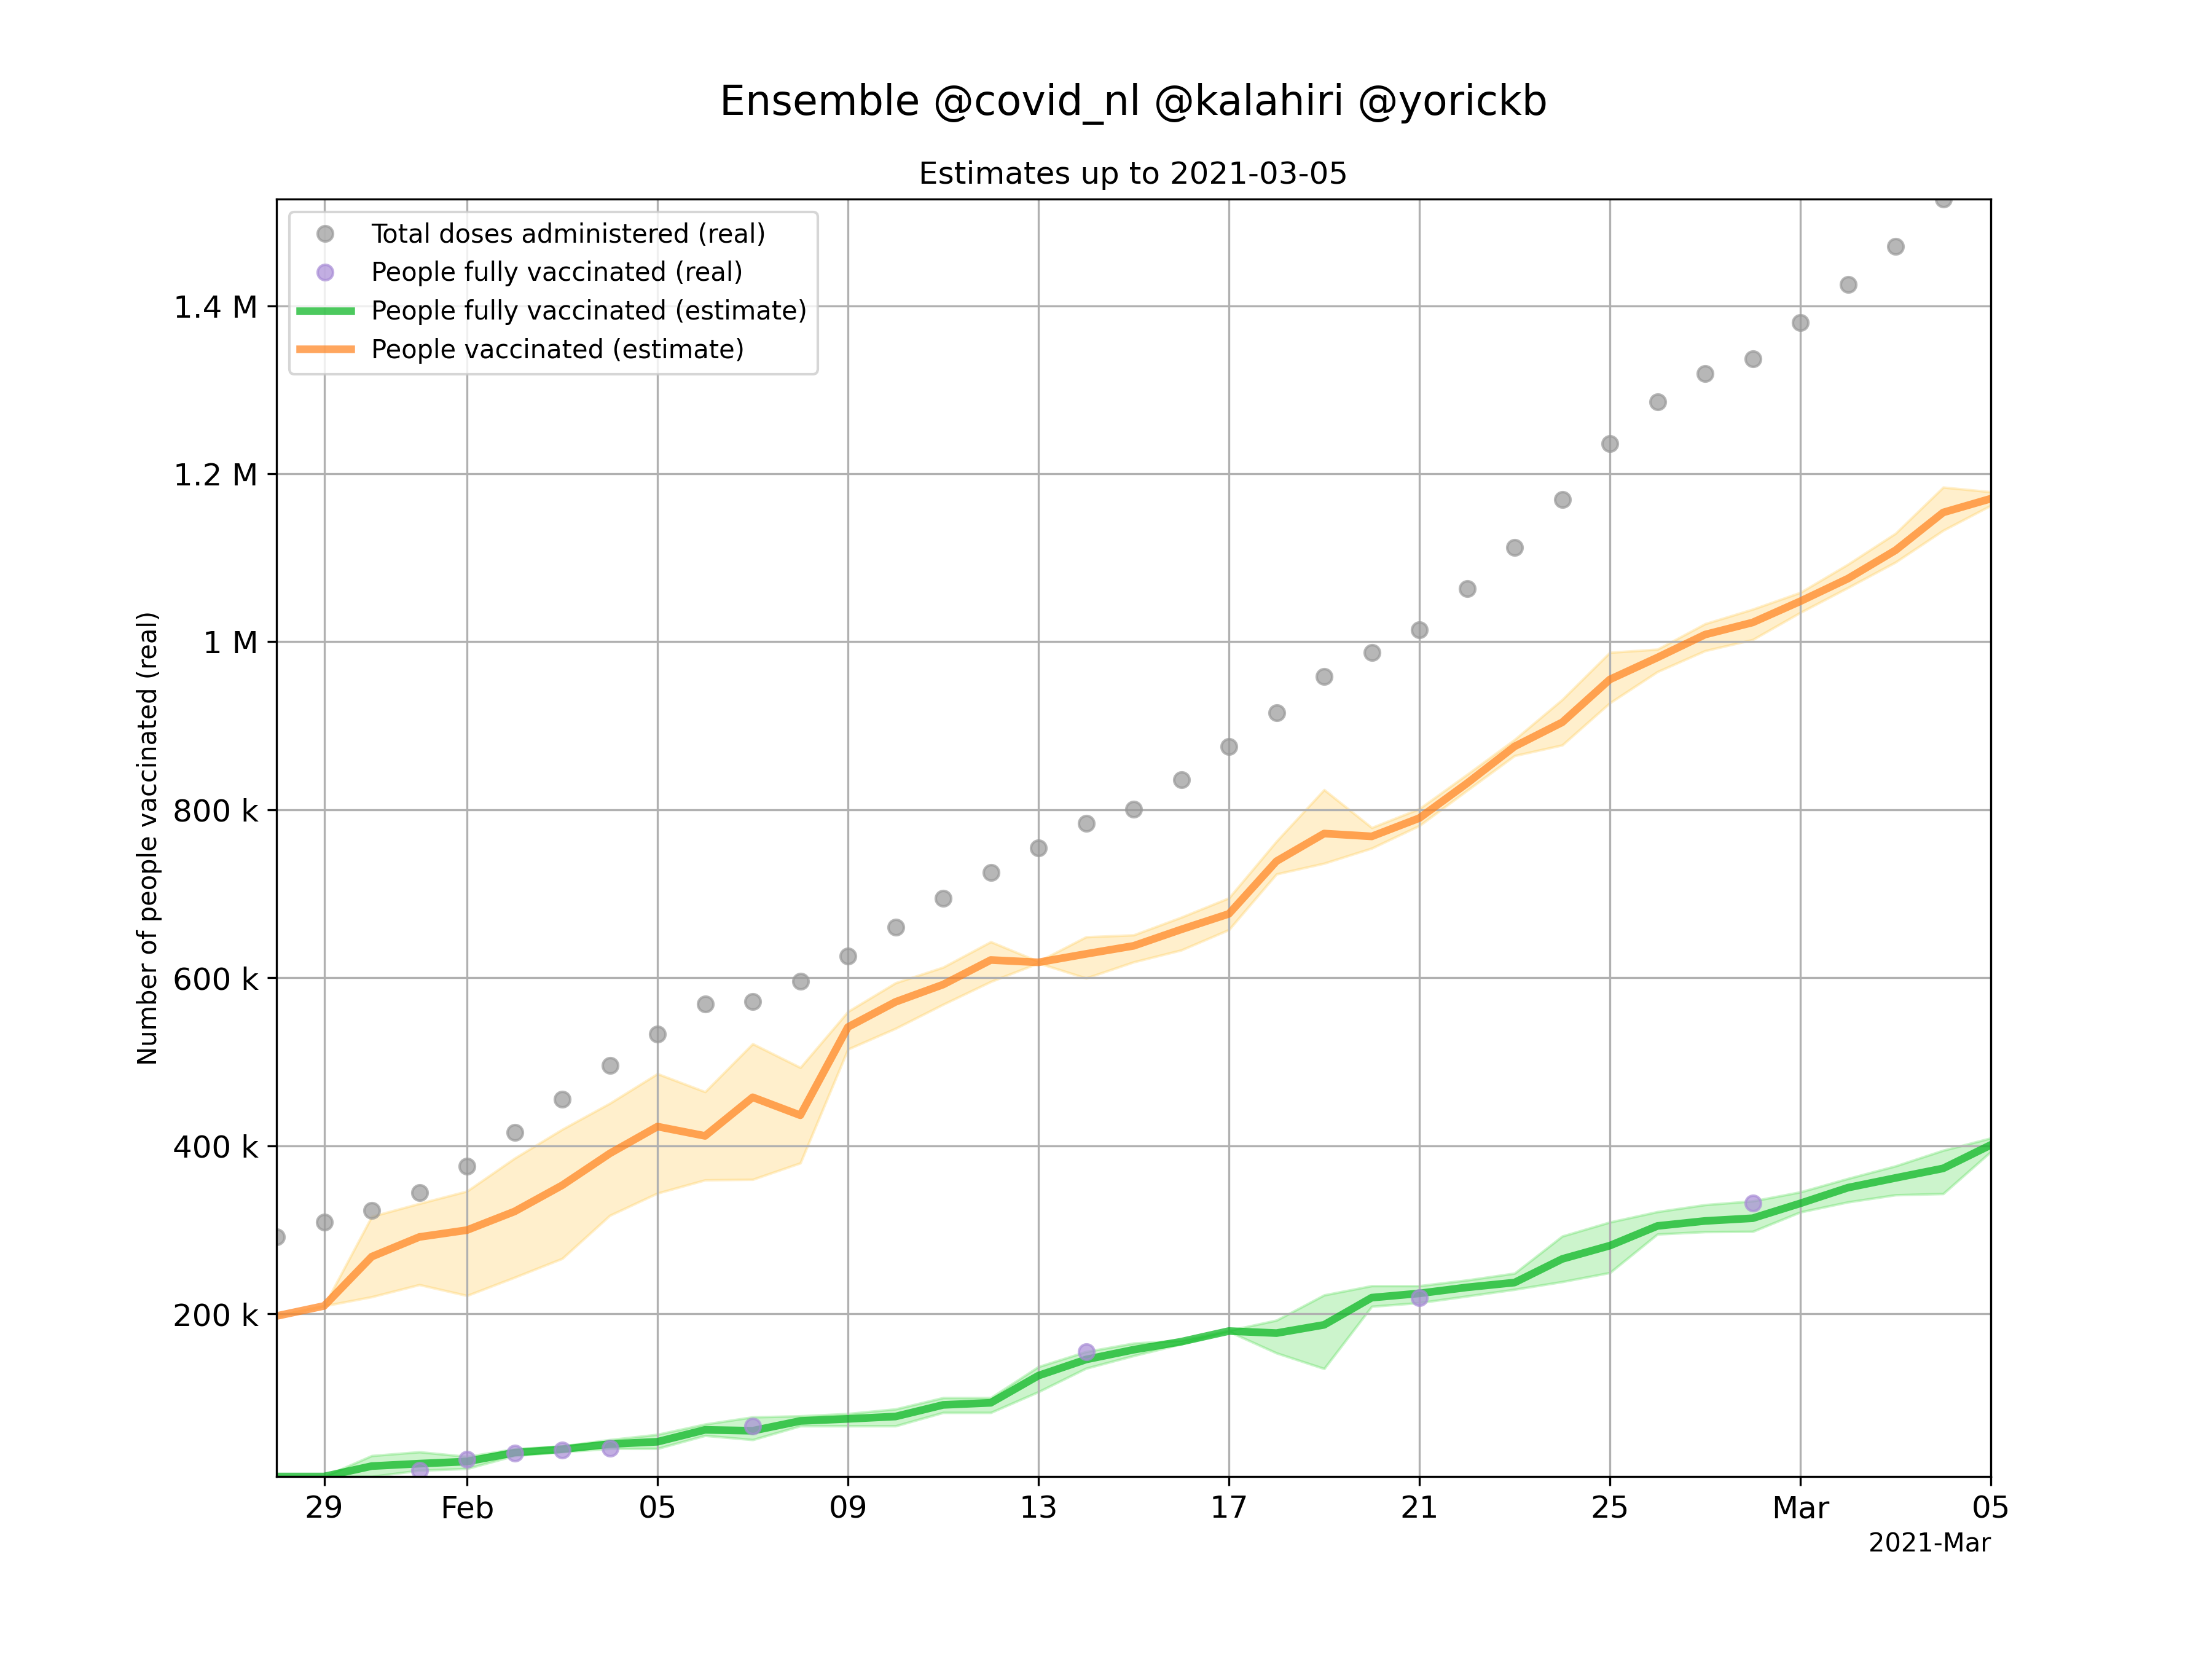 Ensemble @covid_nl @kalahiri @yorickb
Estimates up to 2021-03-05
Total doses administered (real)
People fully vaccinated (real)
People fully vaccinated (estimate)
People vaccinated (estimate)
Number of people vaccinated (real)
1.4 M
1.2 M
1 M
800 k
600 k
400 k
200 k
29 Feb 05 09 13 17 21 25 Mar 05
2021-Mar